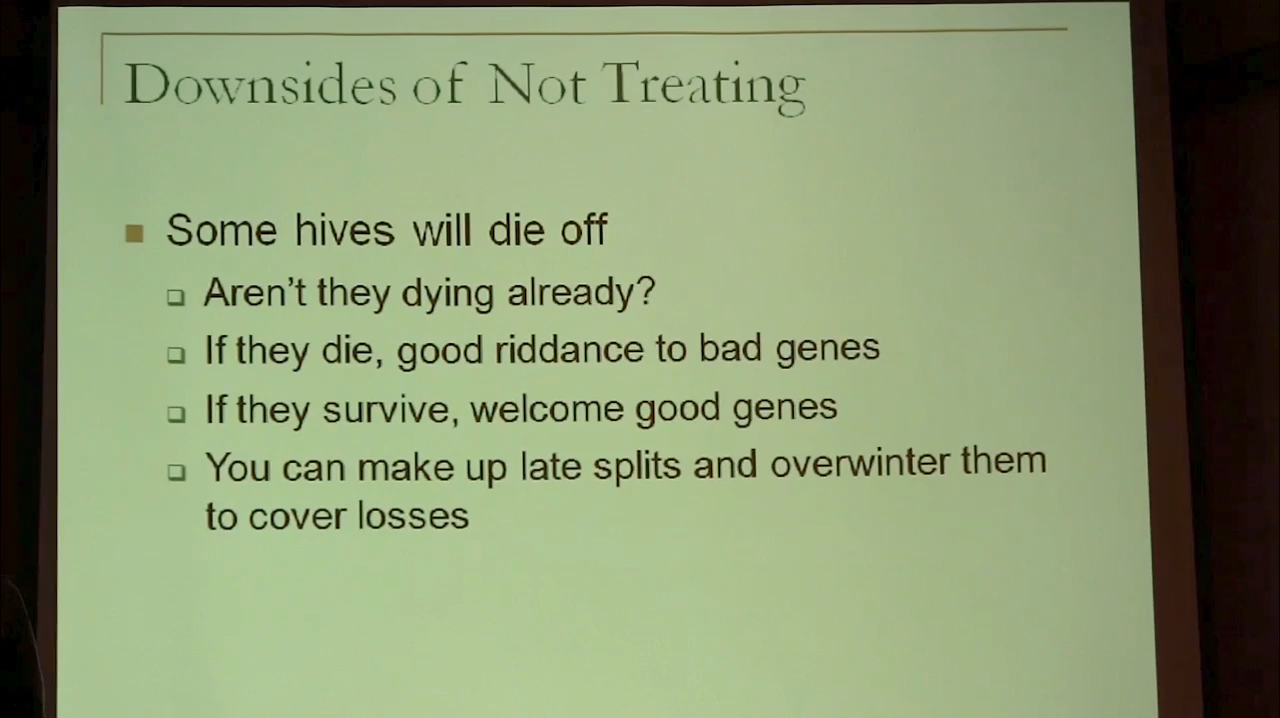 Downsides of Not Treating
Some hives will die off
Aren't they dying already?
If they die, good riddance to bad genes
If they survive, welcome good genes
You can make up late splits and overwinter them
to cover losses